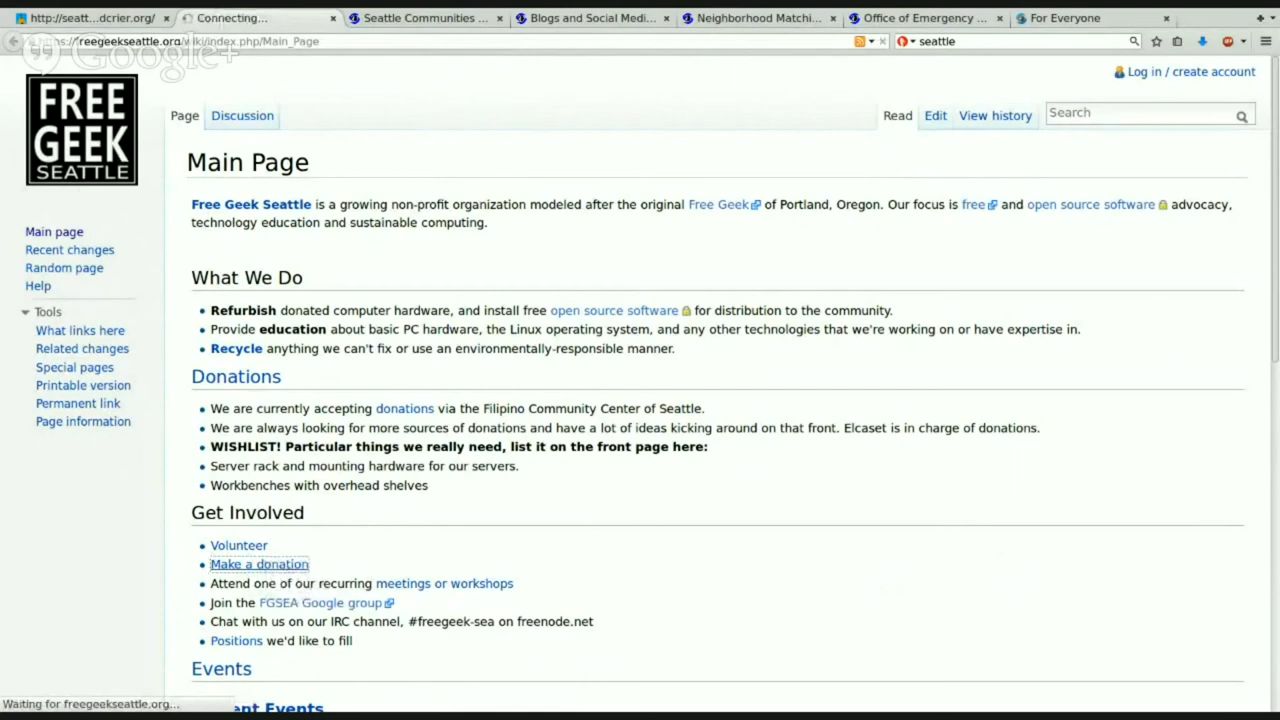 http://seatt...dcrier.org/
Connecting...
Seattle Communities ...
Blogs and Social Medi...
Neighborhood Matchi...
Office of Emergency ...
For Everyone
https://freegeekseattle.org/wiki/index.php/Main_Page
seattle
Google+
Log in / create account
FREE
GEEK
SEATTLE
Page Discussion Read Edit View history Search
Main Page
Free Geek Seattle is a growing non-profit organization modeled after the original Free Geek of Portland, Oregon. Our focus is free and open source software advocacy,
technology education and sustainable computing.
Main page
Recent changes
Random page
Help
Tools
What links here
Related changes
Special pages
Printable version
Permanent link
Page information
What We Do
Refurbish donated computer hardware, and install free open source software for distribution to the community.
Provide education about basic PC hardware, the Linux operating system, and any other technologies that we're working on or have expertise in.
Recycle anything we can't fix or use an environmentally-responsible manner.
Donations
We are currently accepting donations via the Filipino Community Center of Seattle.
We are always looking for more sources of donations and have a lot of ideas kicking around on that front. Elcaset is in charge of donations.
WISHLIST! Particular things we really need, list it on the front page here:
Server rack and mounting hardware for our servers.
Workbenches with overhead shelves
Get Involved
Volunteer
Make a donation
Attend one of our recurring meetings or workshops
Join the FGSEA Google group
Chat with us on our IRC channel, #freegeek-sea on freenode.net
Positions we'd like to fill
Events
Waiting for freegeekseattle.org...
ent Events